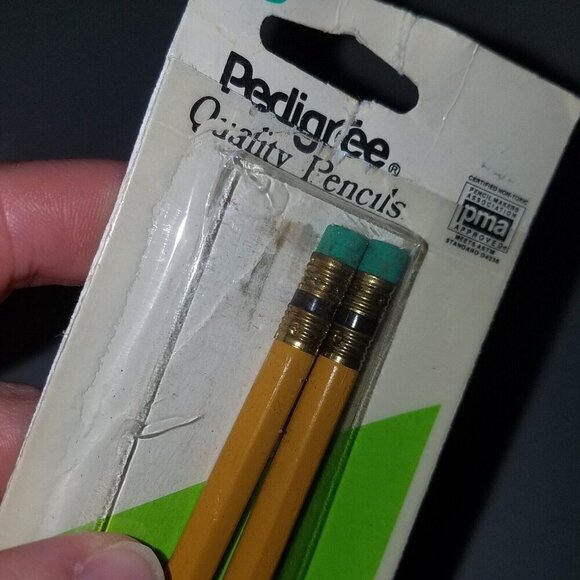 Pedigree®
Quality Pencils
CERTIFIED NON-TOXIC
PENCIL MAKERS
ASSOCIATION
pma
APPROVED
MEETS ASTM
STANDARD D4236